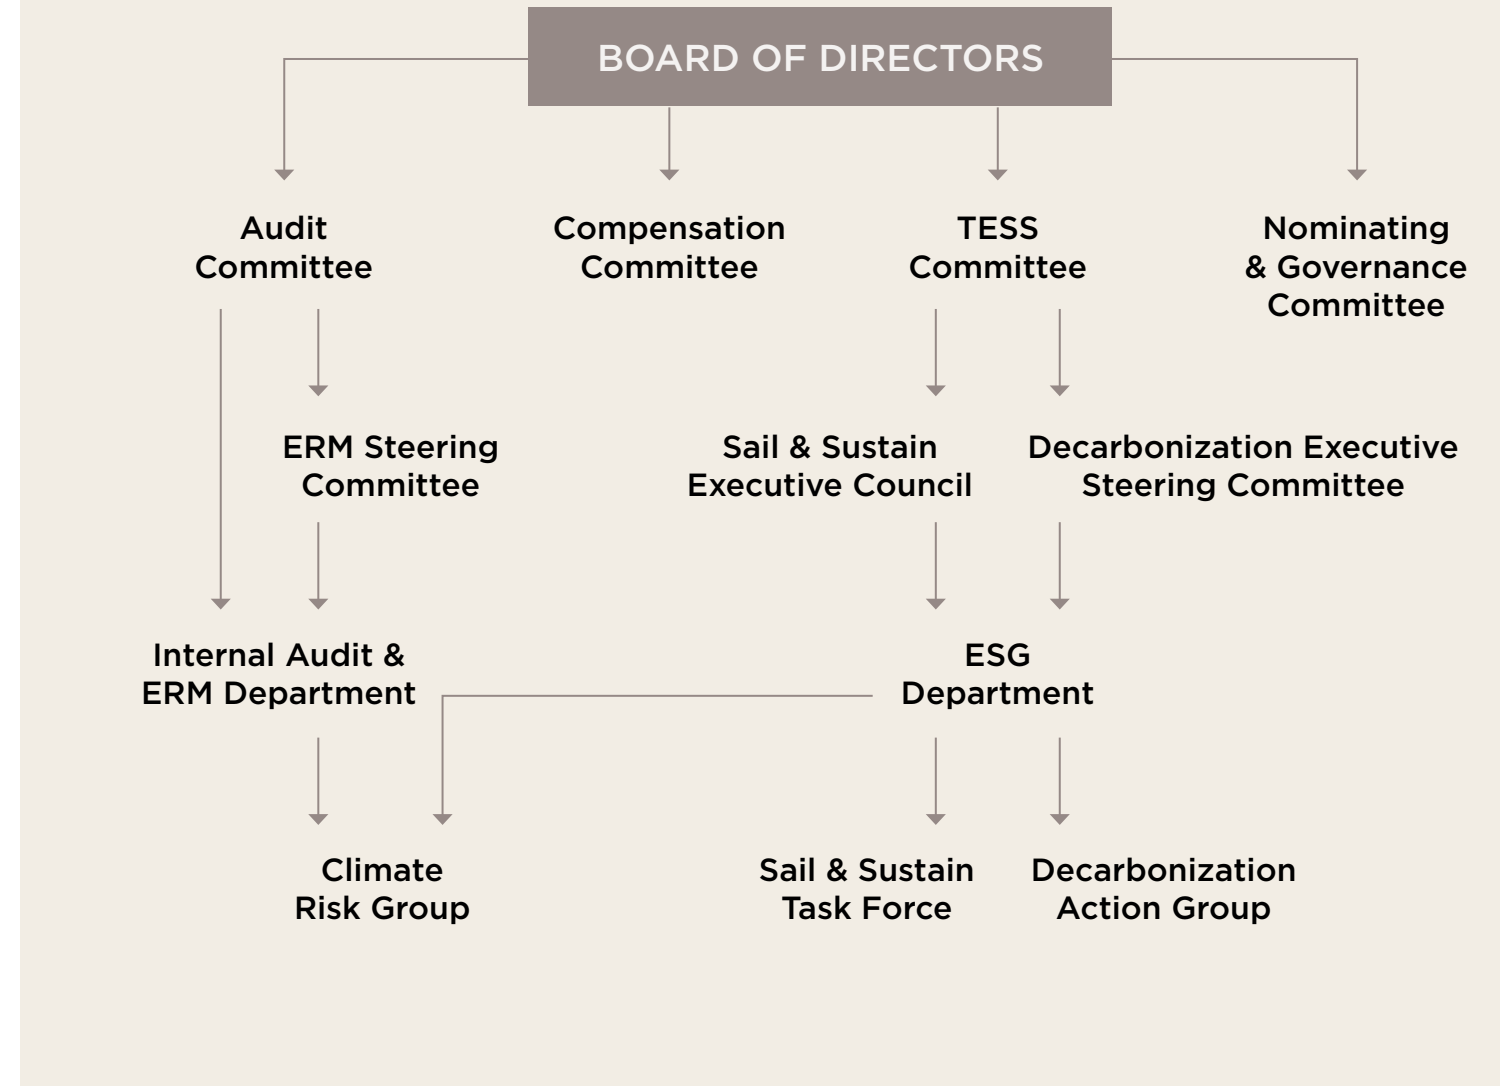 BOARD OF DIRECTORS
Audit
Committee
Compensation
Committee
TESS
Committee
Nominating
& Governance
Committee
ERM Steering
Committee
Sail & Sustain
Executive Council
Decarbonization Executive
Steering Committee
Internal Audit &
ERM Department
ESG
Department
Climate
Risk Group
Sail & Sustain
Task Force
Decarbonization
Action Group